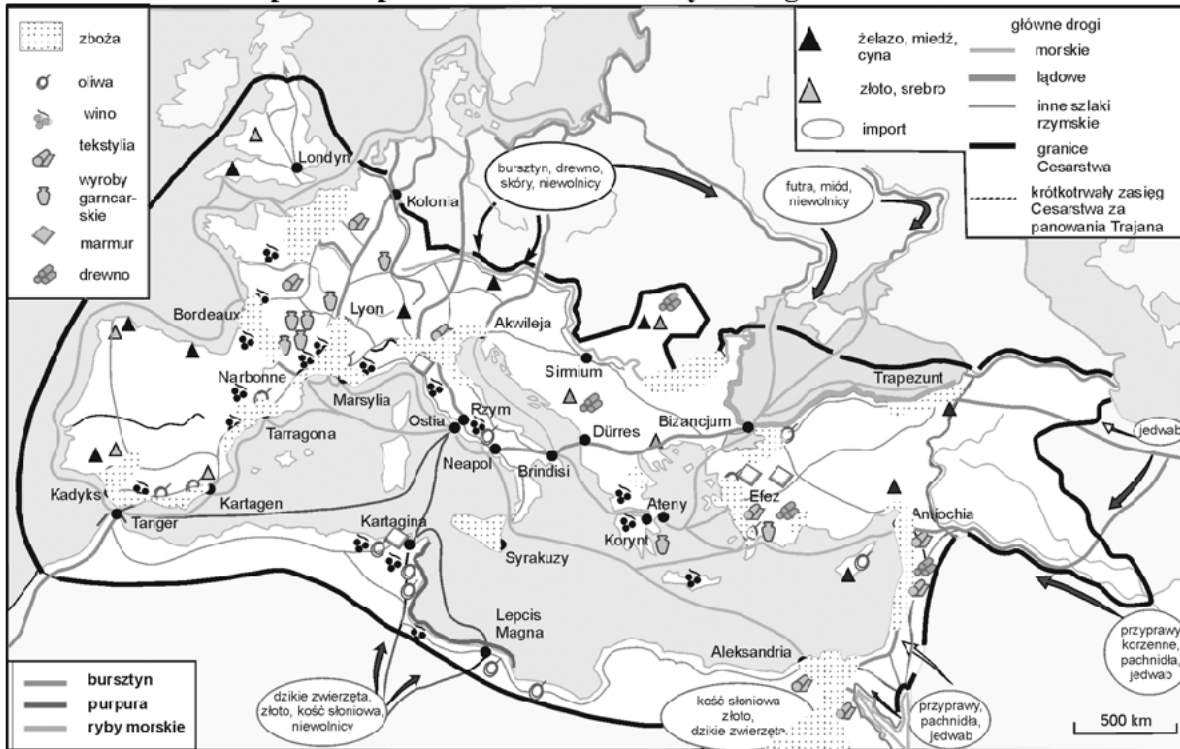 zboża
oliwa
wino
tekstylia
wyroby
garncar-
skie
marmur
drewno
żelazo, miedź,
cyna
złoto, srebro
import
główne drogi
morskie
lądowe
inne szlaki
rzymskie
granice
Cesarstwa
krótkotrwały zasięg
Cesarstwa za
panowania Trajana
Londyn
Kolonia
bursztyn, drewno,
skóry, niewolnicy
futra, miód,
niewolnicy
Bordeaux
Lyon
Akwileja
Sirmium
Trapezunt
Narbonne
Marsylia
Tarragona
Ostia
Rzym
Neapol
Dürres
Brindisi
Bizancjum
jedwab
Kadyks
Kartagen
Tanger
Kartagina
Syrakuzy
Ateny
Korynt
Efez
Antiochia
Lepcis
Magna
Aleksandria
przyprawy
korzenne,
pachnidła,
jedwab
dzikie zwierzęta,
złoto, kość słoniowa,
niewolnicy
kość słoniowa
złoto,
dzikie zwierzęta
przyprawy,
pachnidła,
jedwab
bursztyn
purpura
ryby morskie
500 km